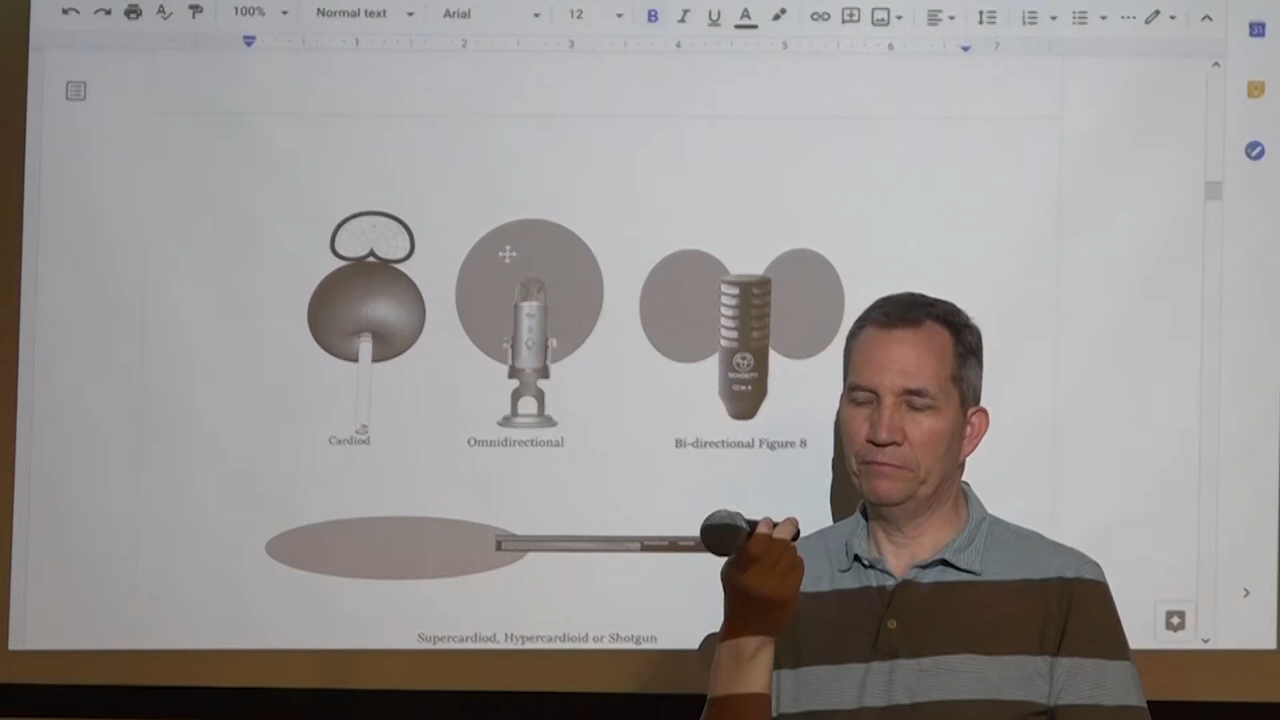 100% Normal text Arial 12 B I U A
1 2 3 4 5 6 7
31
Cardiod
Omnidirectional
Bi-directional Figure 8
Supercardiod, Hypercardioid or Shotgun